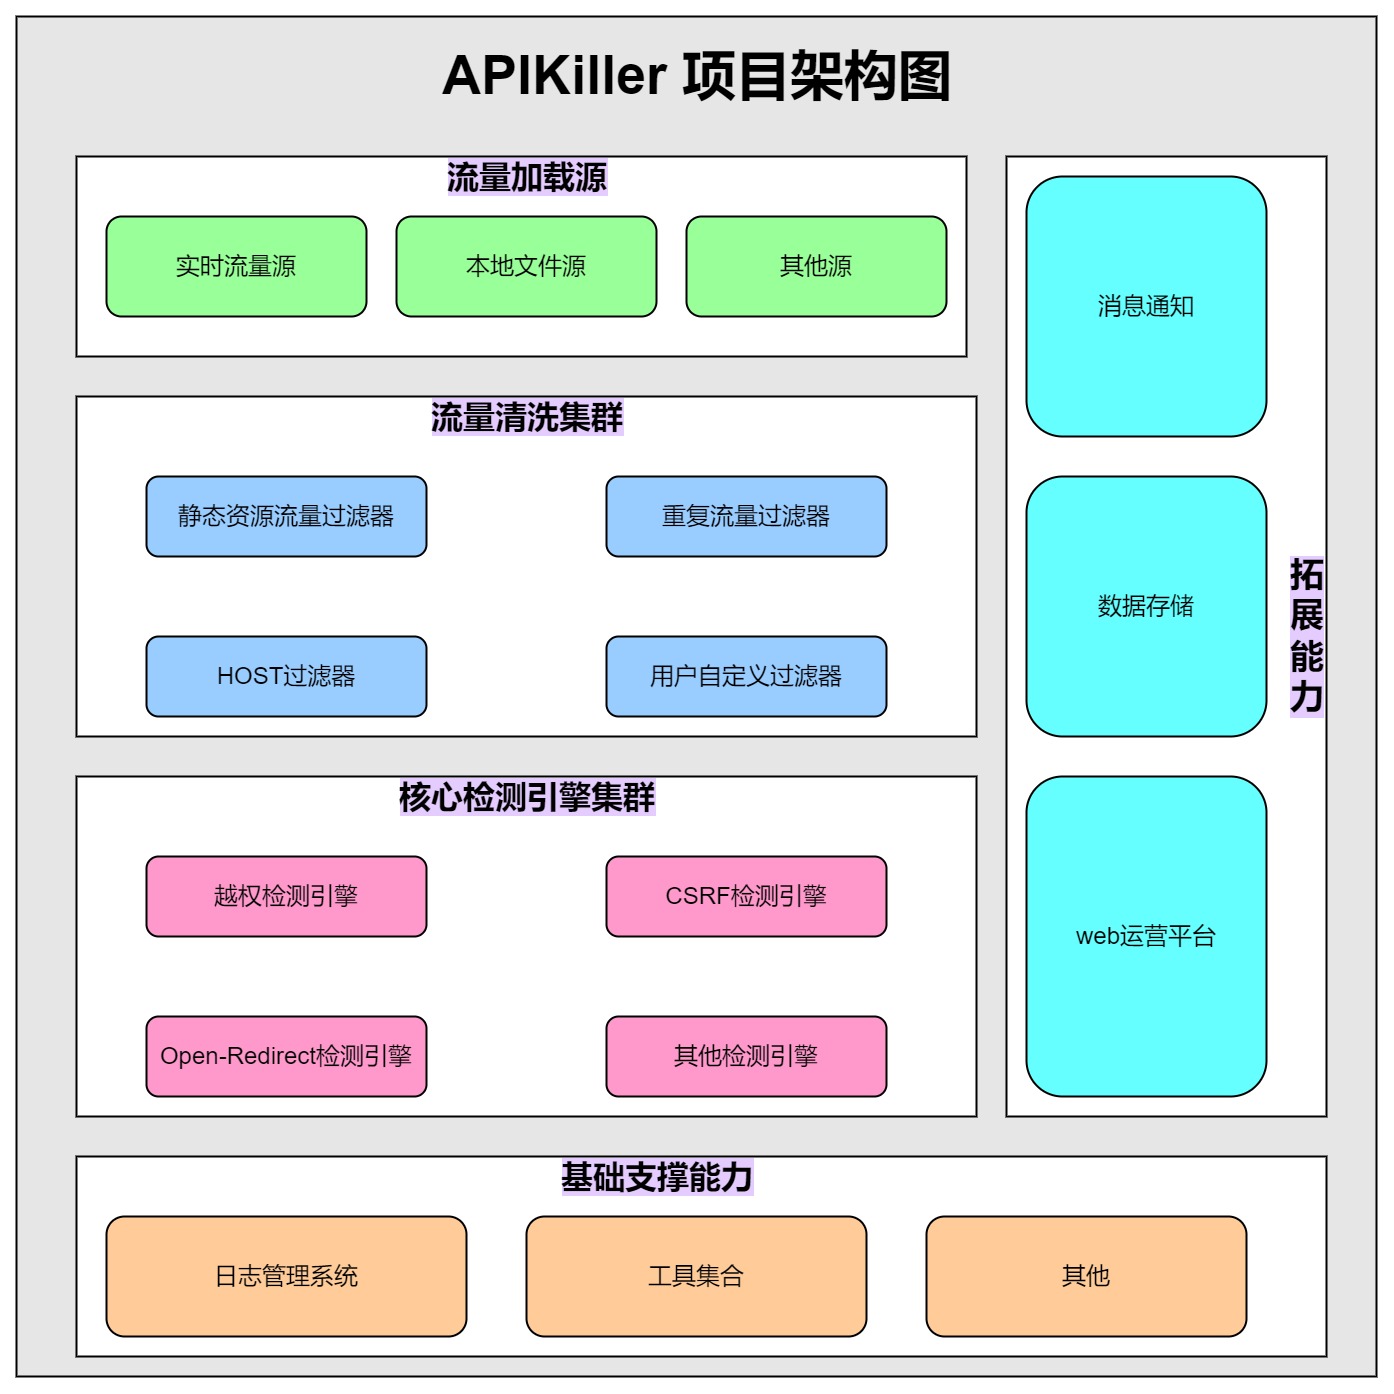 APIKiller 项目架构图
流量加载源
实时流量源
本地文件源
其他源
流量清洗集群
静态资源流量过滤器
重复流量过滤器
HOST过滤器
用户自定义过滤器
核心检测引擎集群
越权检测引擎
CSRF检测引擎
Open-Redirect检测引擎
其他检测引擎
消息通知
数据存储
web运营平台
拓展能力
基础支撑能力
日志管理系统
工具集合
其他